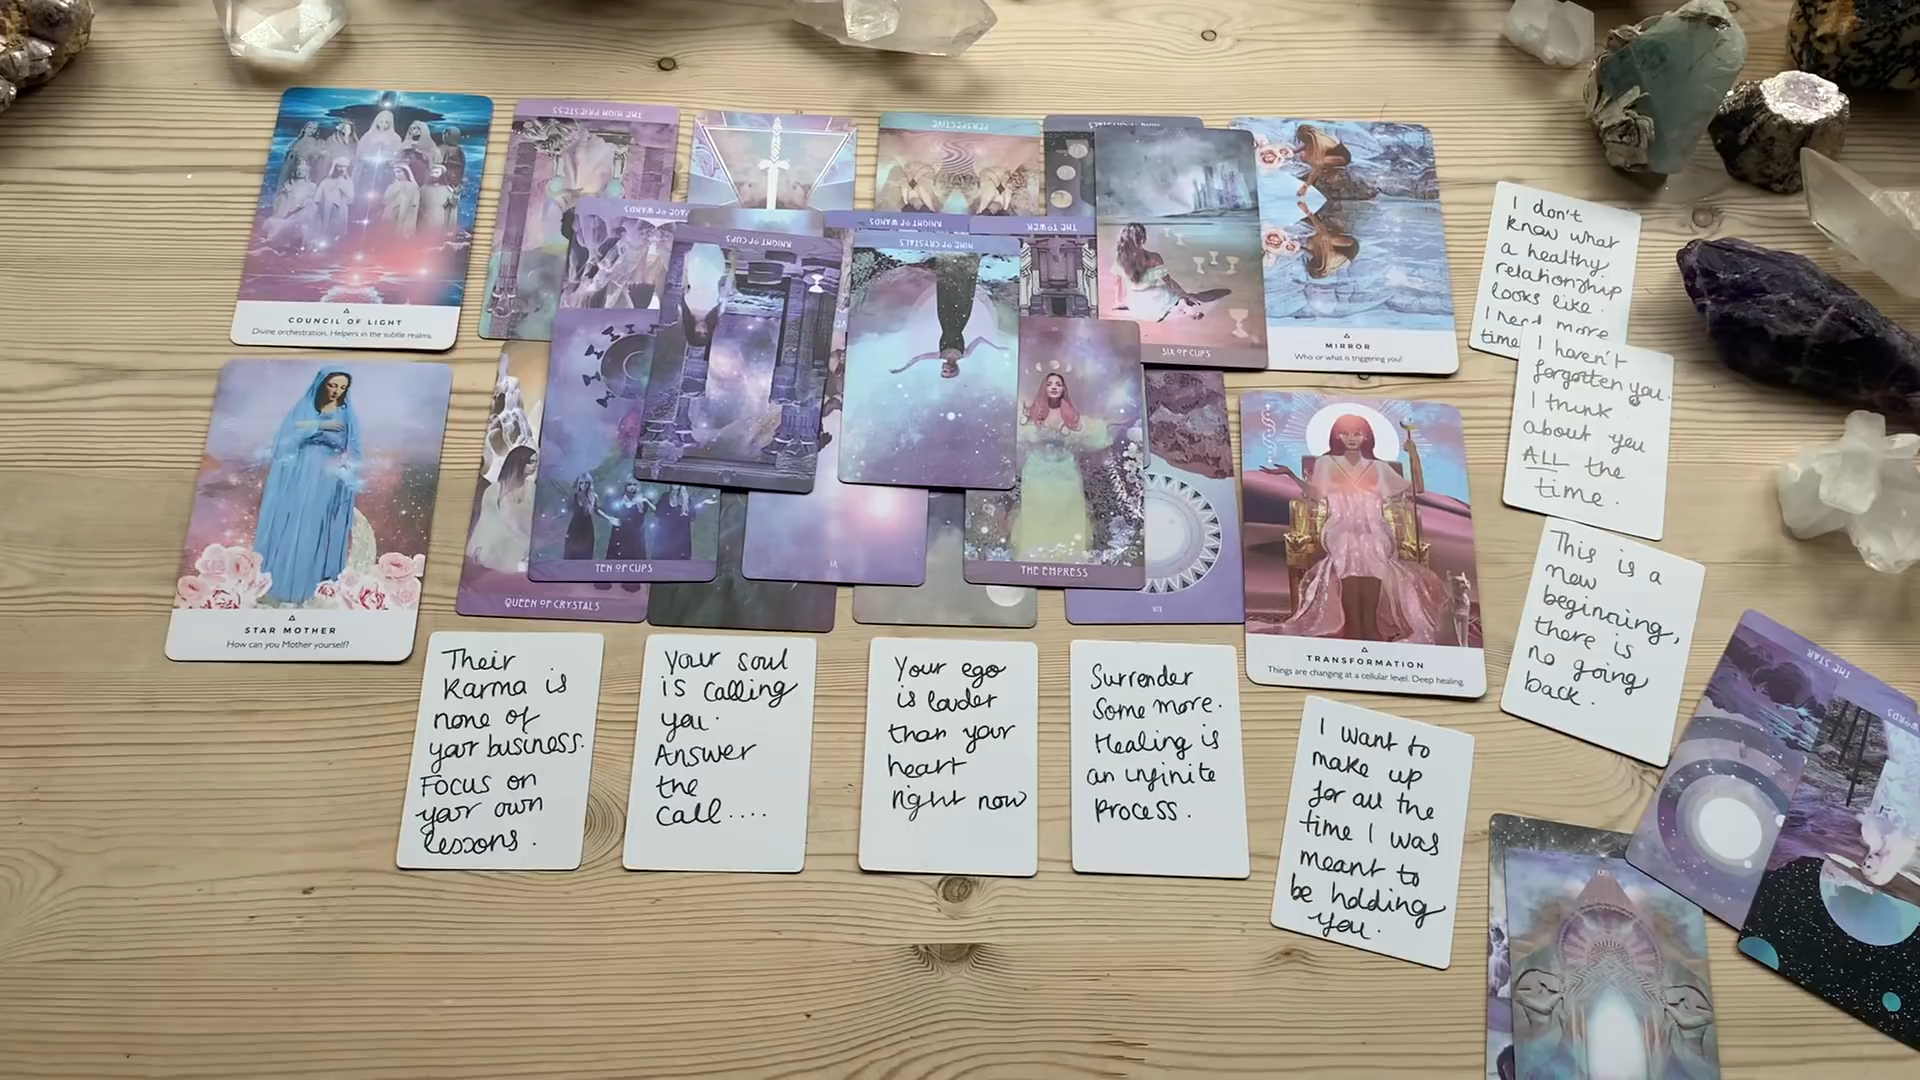 COUNCIL OF LIGHT
Divine orchestration. Helpers in the subtle realms.
THE HIGH PRIESTESS
PERSPECTIVE
PAGE OF WANDS
KNIGHT OF CUPS
KNIGHT OF WANDS
NINE OF CRYSTALS
THE TOWER
SIX OF CUPS
MIRROR
Who or what is triggering you?
STAR MOTHER
How can you Mother yourself?
QUEEN OF CRYSTALS
TEN OF CUPS
VI
THE EMPRESS
XIX
TRANSFORMATION
Things are changing at a cellular level. Deep healing.
I don't
know what
a healthy
relationship
looks like.
I need more
time
I haven't
forgotten you.
I think
about you
ALL the
time.
This is a
new
beginning,
there is
no going
back.
Their
Karma is
none of
your business.
Focus on
your own
lessons.
Your soul
is calling
you.
Answer
the
call....
Your ego
is louder
than your
heart
right now
Surrender
some more.
Healing is
an infinite
process.
I want to
make up
for all the
time I was
meant to
be holding
you.
THE STAR
XXI